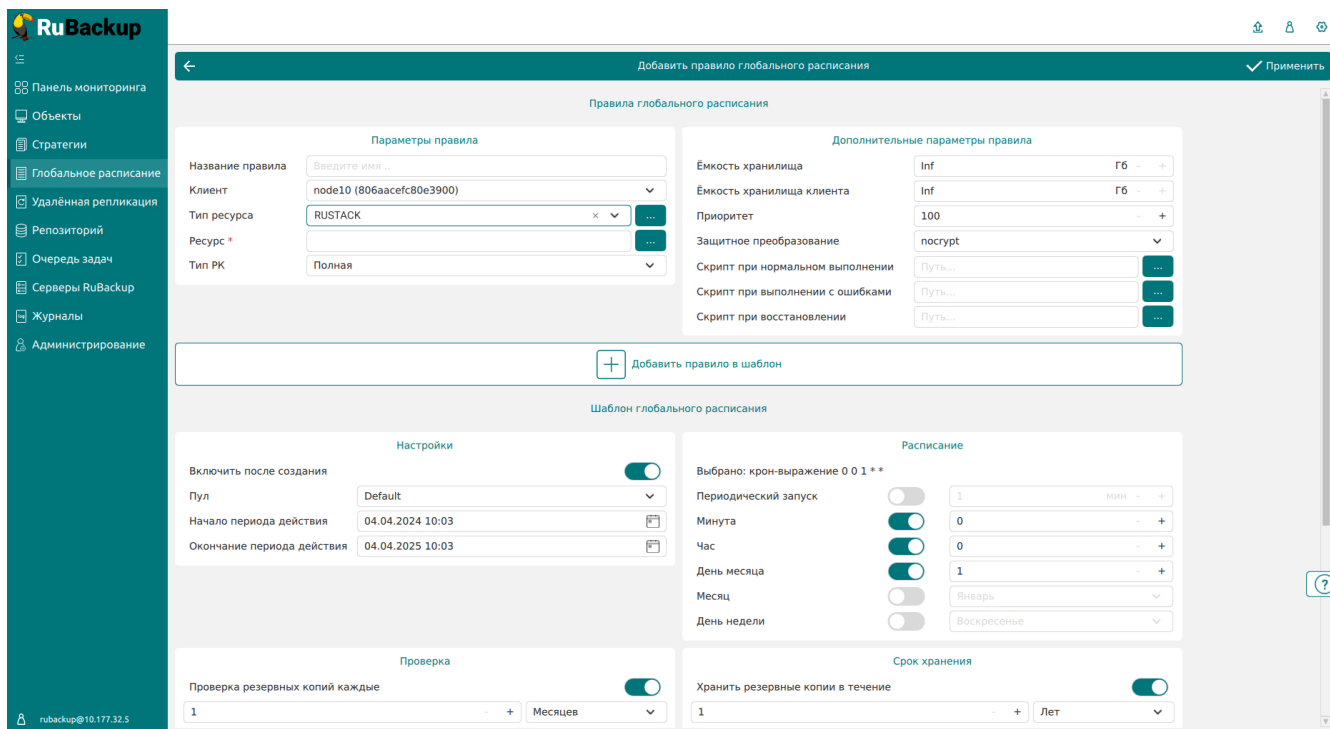 RuBackup
Добавить правило глобального расписания
Применить
Панель мониторинга
Объекты
Стратегии
Глобальное расписание
Удалённая репликация
Репозиторий
Очередь задач
Серверы RuBackup
Журналы
Администрирование
rubackup@10.177.32.5
Правила глобального расписания
Параметры правила
Название правила Введите имя ..
Клиент node10 (806aacefc80e3900)
Тип ресурса RUSTACK × ...
Ресурс * ...
Тип РК Полная
Дополнительные параметры правила
Ёмкость хранилища Inf Гб - +
Ёмкость хранилища клиента Inf Гб - +
Приоритет 100 - +
Защитное преобразование nocrypt
Скрипт при нормальном выполнении Путь... ...
Скрипт при выполнении с ошибками Путь... ...
Скрипт при восстановлении Путь... ...
+ Добавить правило в шаблон
Шаблон глобального расписания
Настройки
Включить после создания
Пул Default
Начало периода действия 04.04.2024 10:03
Окончание периода действия 04.04.2025 10:03
Расписание
Выбрано: крон-выражение 0 0 1 * *
Периодический запуск 1 мин - +
Минута 0 - +
Час 0 - +
День месяца 1 - +
Месяц Январь
День недели Воскресенье
Проверка
Проверка резервных копий каждые
1 - + Месяцев
Срок хранения
Хранить резервные копии в течение
1 - + Лет
?